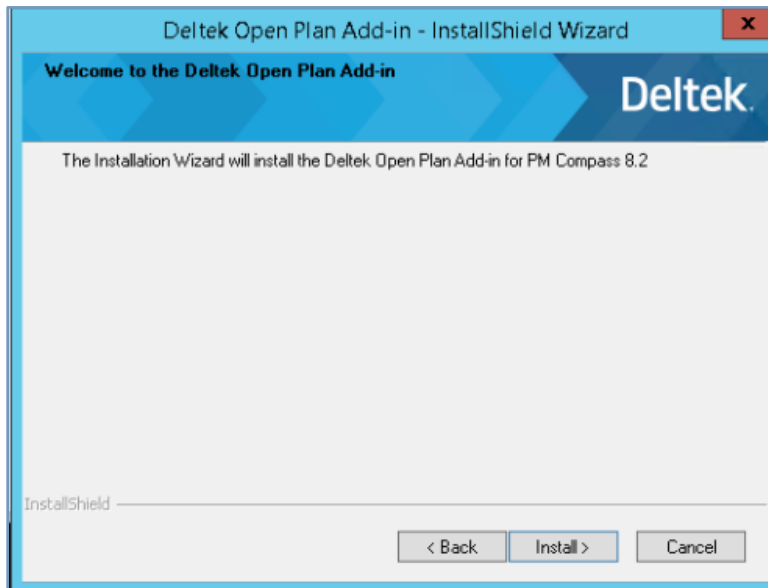 Deltek Open Plan Add-in - InstallShield Wizard
x
Welcome to the Deltek Open Plan Add-in
Deltek.
The Installation Wizard will install the Deltek Open Plan Add-in for PM Compass 8.2
InstallShield
< Back
Install >
Cancel